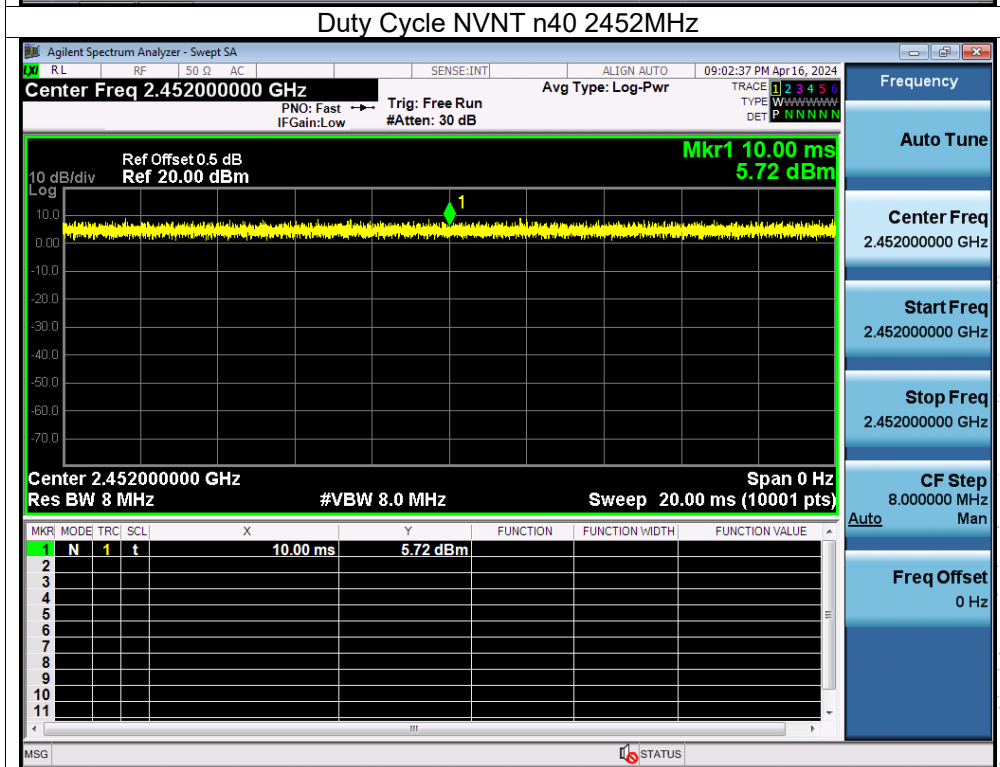 Duty Cycle NVNT n40 2452MHz
Agilent Spectrum Analyzer - Swept SA
LXI RL RF 50 Ω AC SENSE:INT ALIGN AUTO 09:02:37 PM Apr 16, 2024
Center Freq 2.452000000 GHz
PNO: Fast
IFGain:Low
Trig: Free Run
#Atten: 30 dB
Avg Type: Log-Pwr
TRACE 1 2 3 4 5 6
TYPE WWWWWW
DET P N N N N N
Mkr1 10.00 ms
5.72 dBm
Ref Offset 0.5 dB
10 dB/div Ref 20.00 dBm
Log
10.0
0.00
-10.0
-20.0
-30.0
-40.0
-50.0
-60.0
-70.0
1
Center 2.452000000 GHz Span 0 Hz
Res BW 8 MHz #VBW 8.0 MHz Sweep 20.00 ms (10001 pts)
MKR MODE TRC SCL X Y FUNCTION FUNCTION WIDTH FUNCTION VALUE
1 N 1 t 10.00 ms 5.72 dBm
2
3
4
5
6
7
8
9
10
11
MSG STATUS
Frequency
Auto Tune
Center Freq
2.452000000 GHz
Start Freq
2.452000000 GHz
Stop Freq
2.452000000 GHz
CF Step
8.000000 MHz
Auto Man
Freq Offset
0 Hz